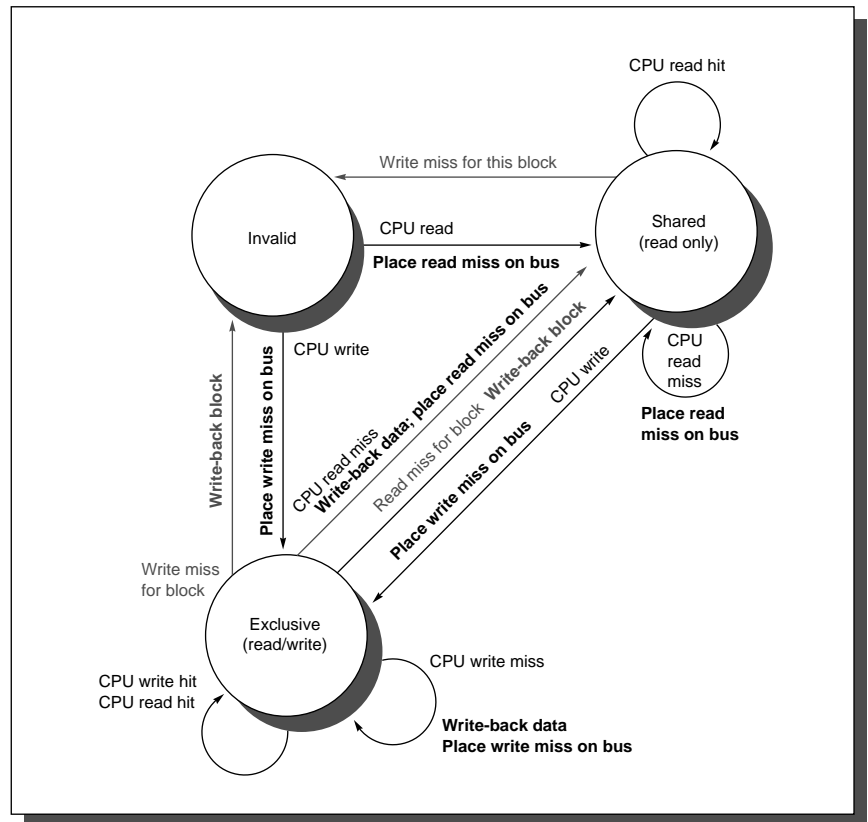 CPU read hit
Write miss for this block
Invalid
Shared
(read only)
CPU read
Place read miss on bus
CPU write
Place write miss on bus
Write-back block
CPU read miss
Write-back data; place read miss on bus
Read miss for block Write-back block
CPU write
Place write miss on bus
CPU
read
miss
Place read
miss on bus
Write miss
for block
Exclusive
(read/write)
CPU write hit
CPU read hit
CPU write miss
Write-back data
Place write miss on bus